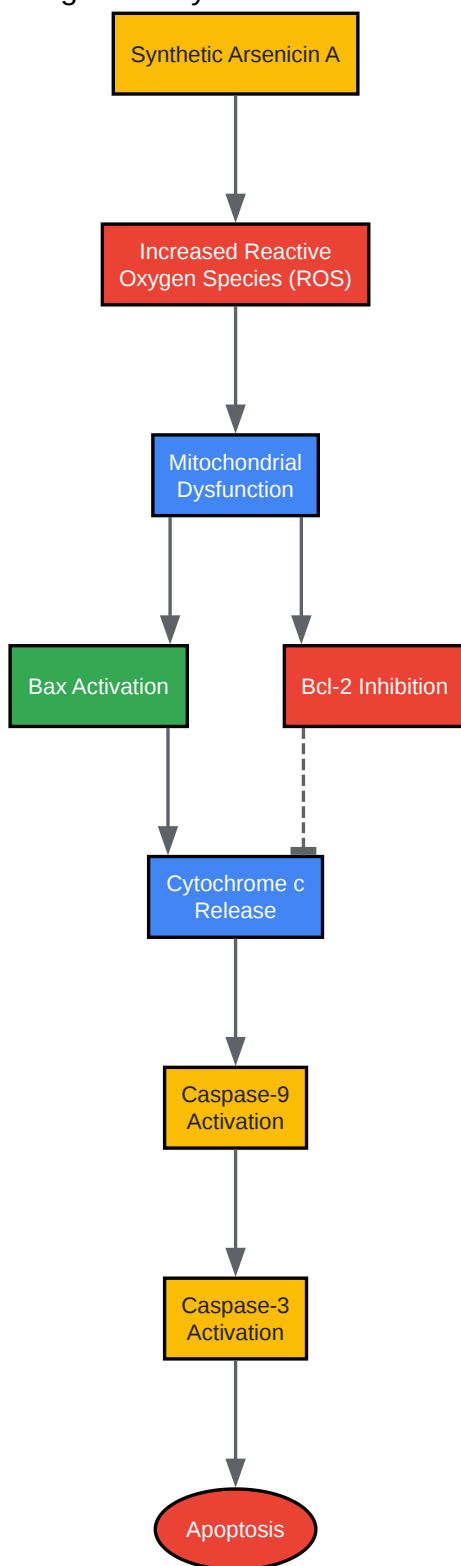 Synthetic Arsenicin A
Increased Reactive
Oxygen Species (ROS)
Mitochondrial
Dysfunction
Bax Activation
Bcl-2 Inhibition
Cytochrome c
Release
Caspase-9
Activation
Caspase-3
Activation
Apoptosis